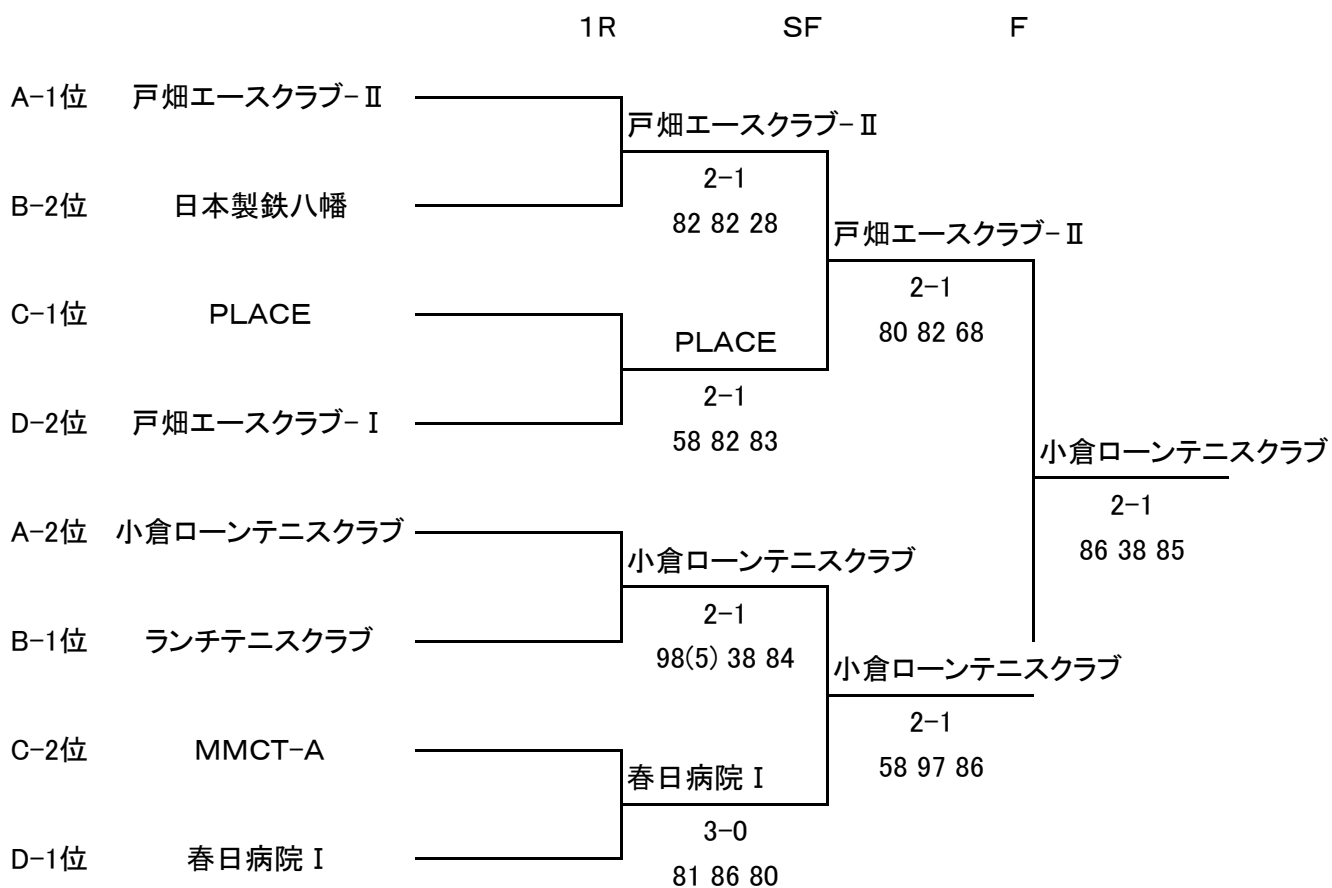 1R SF F
A-1位 戸畑エースクラブ-Ⅱ
戸畑エースクラブ-Ⅱ
2-1
B-2位 日本製鉄八幡
82 82 28
戸畑エースクラブ-Ⅱ
2-1
C-1位 PLACE
80 82 68
PLACE
2-1
D-2位 戸畑エースクラブ-Ⅰ
58 82 83
小倉ローンテニスクラブ
2-1
A-2位 小倉ローンテニスクラブ
86 38 85
小倉ローンテニスクラブ
2-1
B-1位 ランチテニスクラブ
98(5) 38 84
小倉ローンテニスクラブ
2-1
C-2位 MMCT-A
58 97 86
春日病院Ⅰ
3-0
D-1位 春日病院Ⅰ
81 86 80